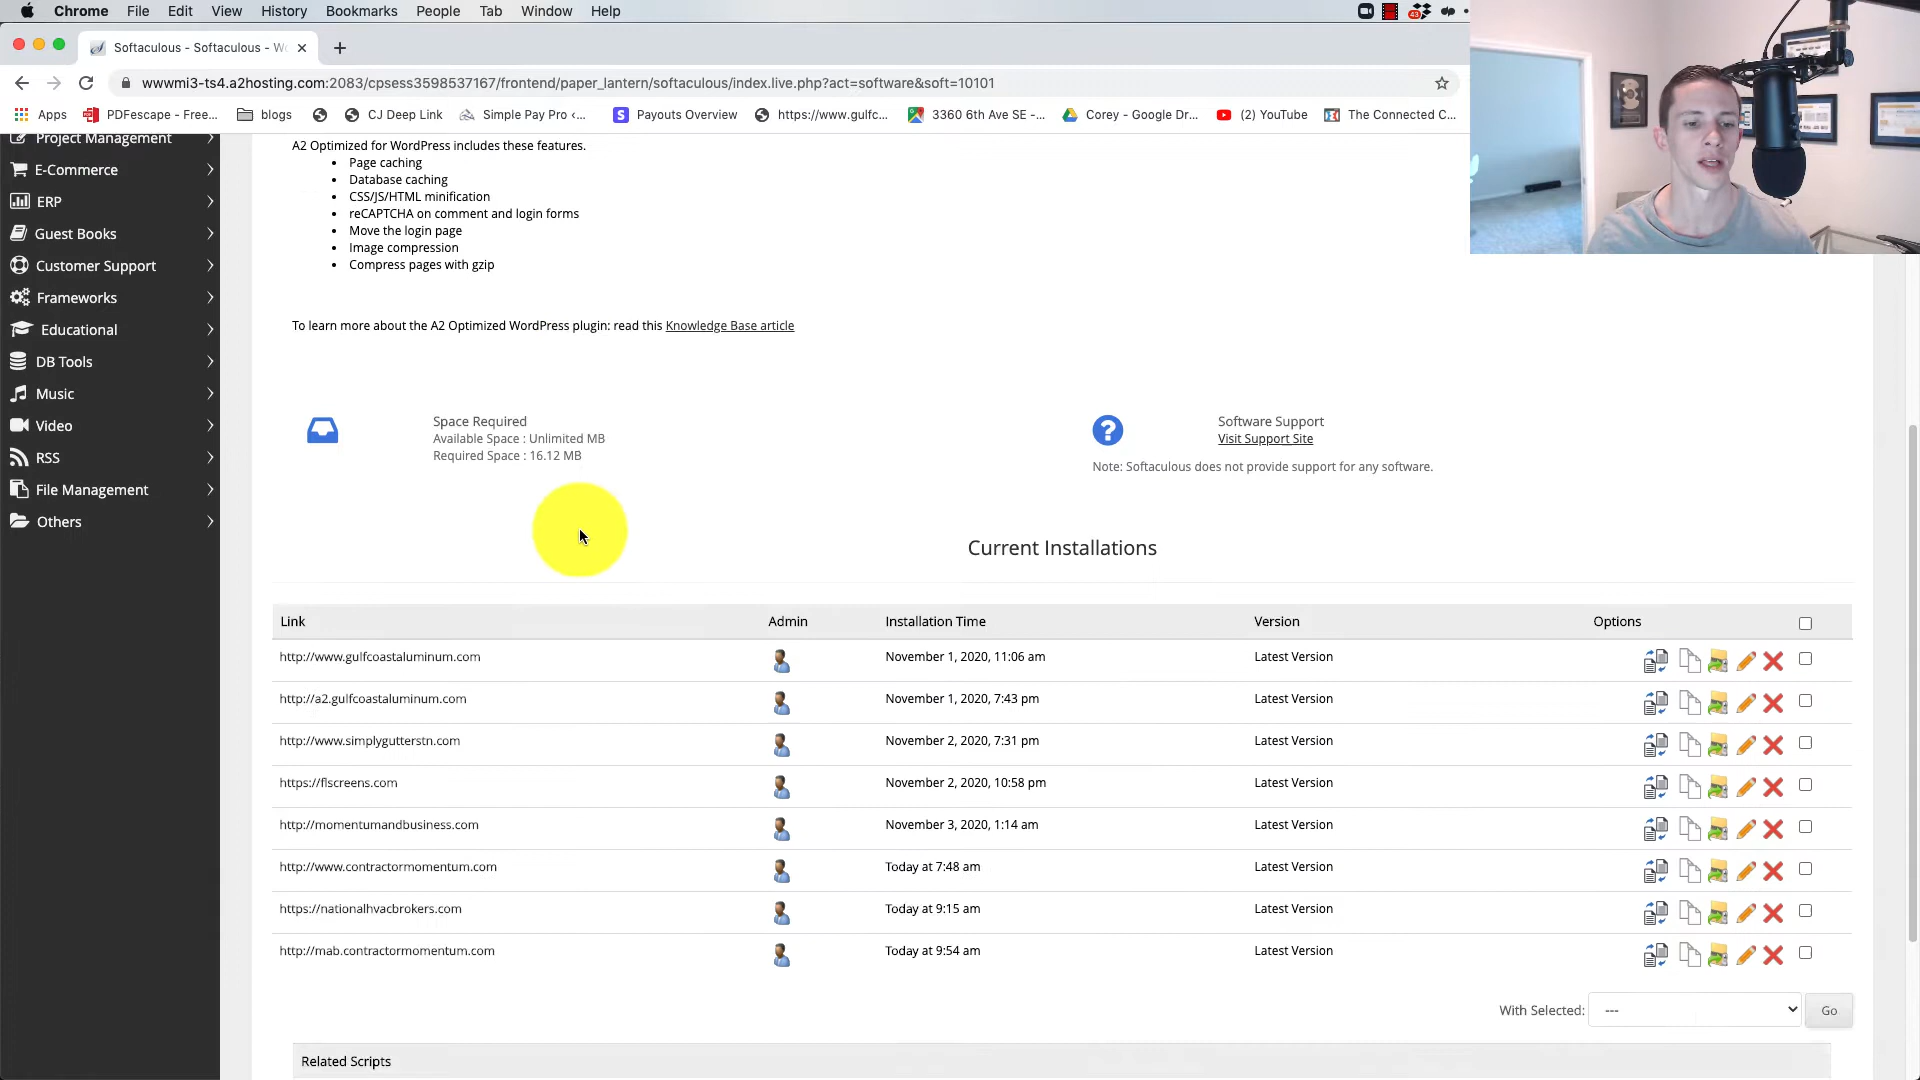 Chrome File Edit View History Bookmarks People Tab Window Help
Softaculous - Softaculous - Wo
wwwmi3-ts4.a2hosting.com:2083/cpsess3598537167/frontend/paper_lantern/softaculous/index.live.php?act=software&soft=10101
Apps PDFescape - Free... blogs CJ Deep Link Simple Pay Pro ‹... Payouts Overview https://www.gulfc... 3360 6th Ave SE -... Corey - Google Dr... (2) YouTube The Connected C...
Project Management
E-Commerce
ERP
Guest Books
Customer Support
Frameworks
Educational
DB Tools
Music
Video
RSS
File Management
Others
A2 Optimized for WordPress includes these features.
• Page caching
• Database caching
• CSS/JS/HTML minification
• reCAPTCHA on comment and login forms
• Move the login page
• Image compression
• Compress pages with gzip
To learn more about the A2 Optimized WordPress plugin: read this Knowledge Base article
Space Required
Available Space : Unlimited MB
Required Space : 16.12 MB
Software Support
Visit Support Site
Note: Softaculous does not provide support for any software.
Current Installations
Link Admin Installation Time Version Options
http://www.gulfcoastaluminum.com November 1, 2020, 11:06 am Latest Version
http://a2.gulfcoastaluminum.com November 1, 2020, 7:43 pm Latest Version
http://www.simplygutterstn.com November 2, 2020, 7:31 pm Latest Version
https://flscreens.com November 2, 2020, 10:58 pm Latest Version
http://momentumandbusiness.com November 3, 2020, 1:14 am Latest Version
http://www.contractormomentum.com Today at 7:48 am Latest Version
https://nationalhvacbrokers.com Today at 9:15 am Latest Version
http://mab.contractormomentum.com Today at 9:54 am Latest Version
With Selected: --- Go
Related Scripts